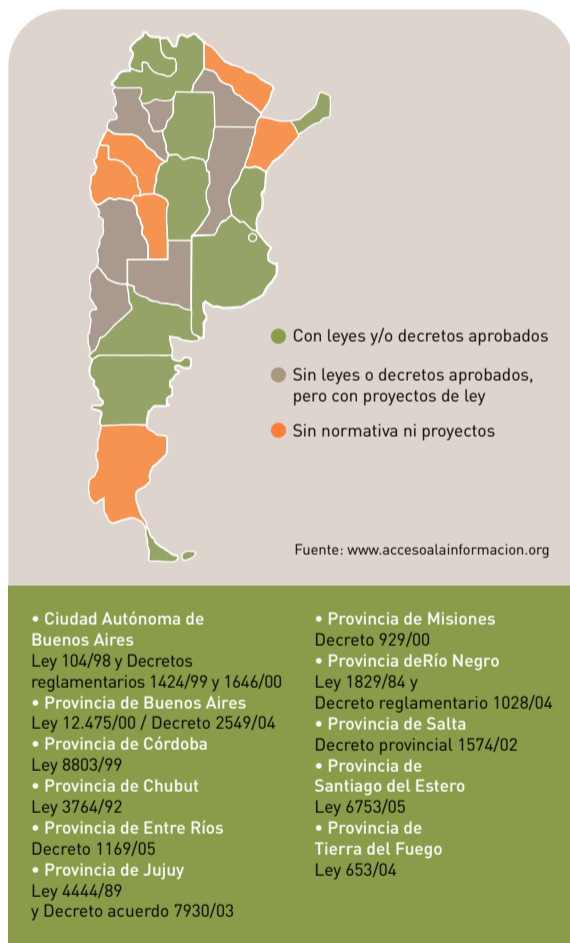 Con leyes y/o decretos aprobados
Sin leyes o decretos aprobados,
pero con proyectos de ley
Sin normativa ni proyectos
Fuente: www.accesoalainformacion.org
• Ciudad Autónoma de
Buenos Aires
Ley 104/98 y Decretos
reglamentarios 1424/99 y 1646/00
• Provincia de Buenos Aires
Ley 12.475/00 / Decreto 2549/04
• Provincia de Córdoba
Ley 8803/99
• Provincia de Chubut
Ley 3764/92
• Provincia de Entre Ríos
Decreto 1169/05
• Provincia de Jujuy
Ley 4444/89
y Decreto acuerdo 7930/03
• Provincia de Misiones
Decreto 929/00
• Provincia deRío Negro
Ley 1829/84 y
Decreto reglamentario 1028/04
• Provincia de Salta
Decreto provincial 1574/02
• Provincia de
Santiago del Estero
Ley 6753/05
• Provincia de
Tierra del Fuego
Ley 653/04